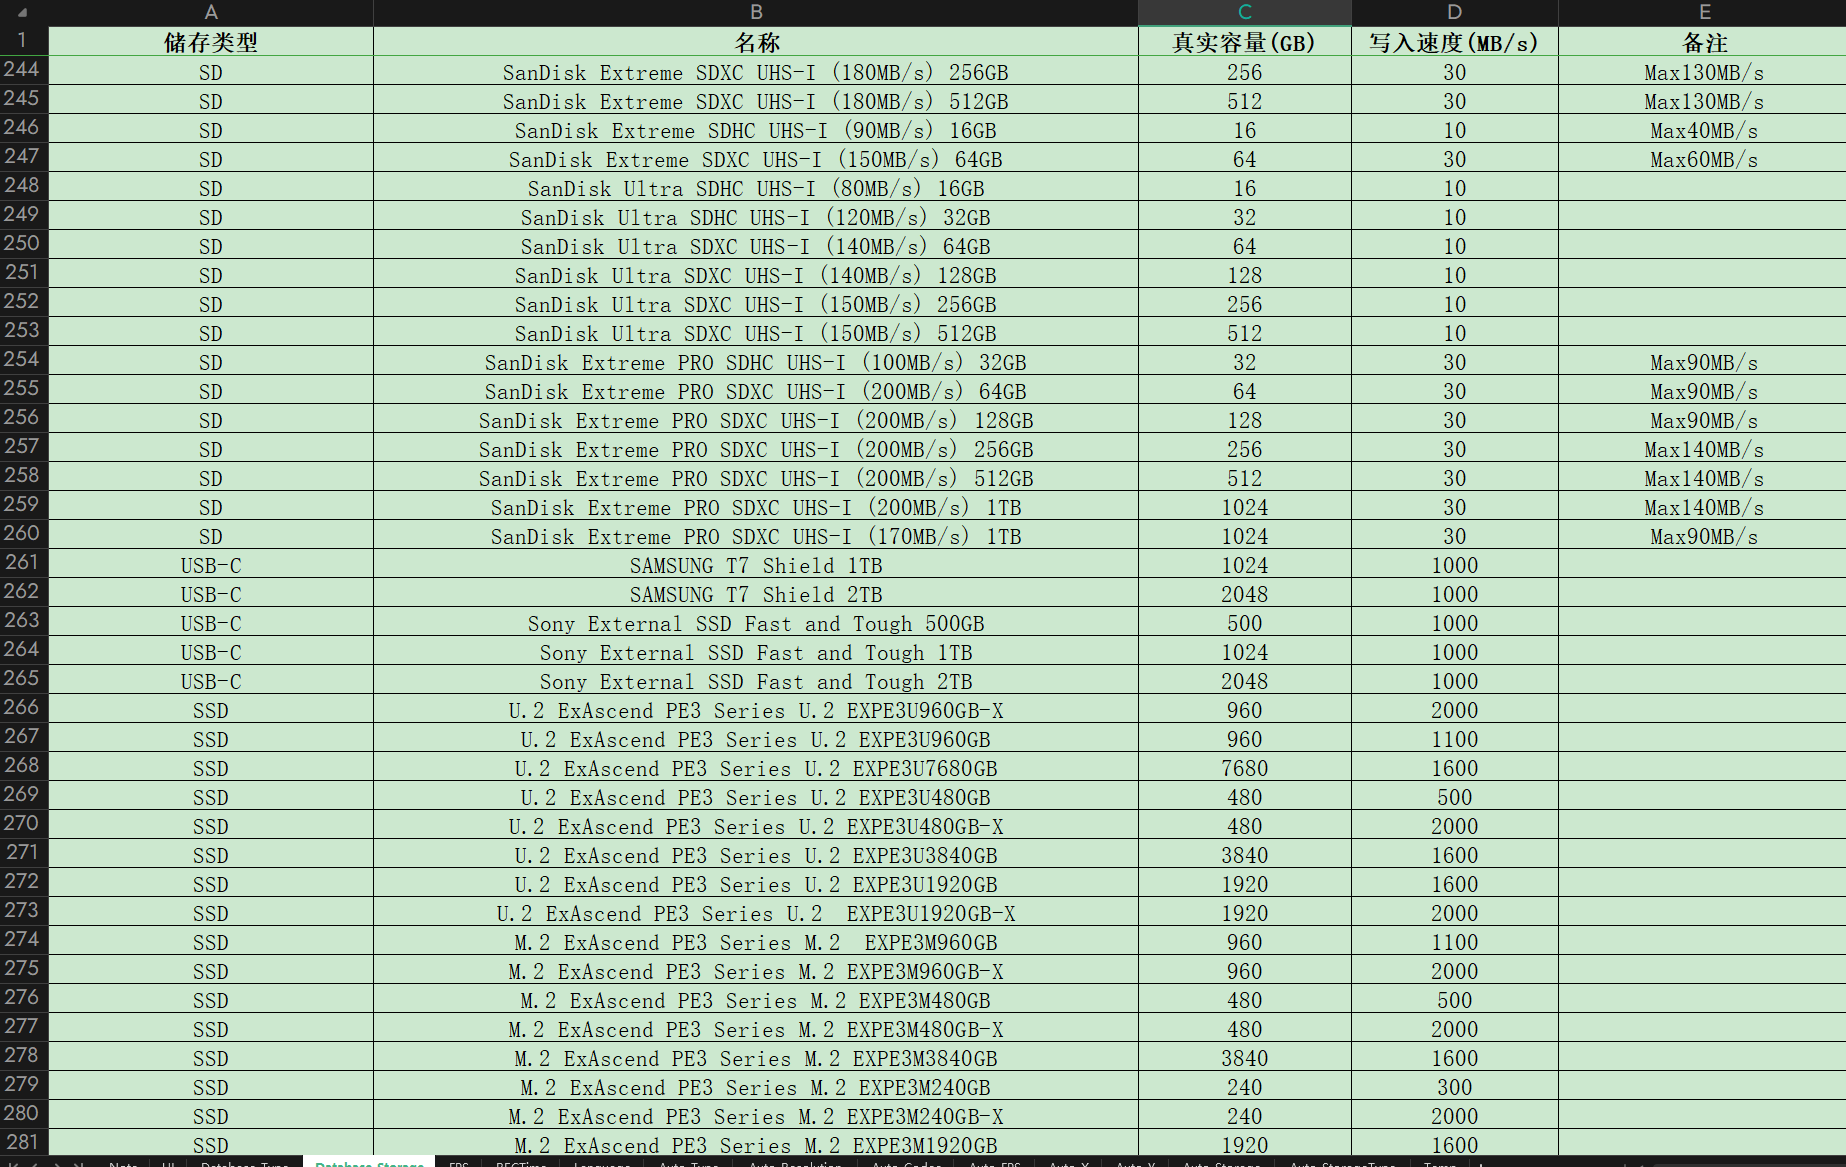 A B C D E
1 储存类型 名称 真实容量(GB) 写入速度(MB/s) 备注
244 SD SanDisk Extreme SDXC UHS-I (180MB/s) 256GB 256 30 Max130MB/s
245 SD SanDisk Extreme SDXC UHS-I (180MB/s) 512GB 512 30 Max130MB/s
246 SD SanDisk Extreme SDHC UHS-I (90MB/s) 16GB 16 10 Max40MB/s
247 SD SanDisk Extreme SDXC UHS-I (150MB/s) 64GB 64 30 Max60MB/s
248 SD SanDisk Ultra SDHC UHS-I (80MB/s) 16GB 16 10
249 SD SanDisk Ultra SDHC UHS-I (120MB/s) 32GB 32 10
250 SD SanDisk Ultra SDXC UHS-I (140MB/s) 64GB 64 10
251 SD SanDisk Ultra SDXC UHS-I (140MB/s) 128GB 128 10
252 SD SanDisk Ultra SDXC UHS-I (150MB/s) 256GB 256 10
253 SD SanDisk Ultra SDXC UHS-I (150MB/s) 512GB 512 10
254 SD SanDisk Extreme PRO SDHC UHS-I (100MB/s) 32GB 32 30 Max90MB/s
255 SD SanDisk Extreme PRO SDXC UHS-I (200MB/s) 64GB 64 30 Max90MB/s
256 SD SanDisk Extreme PRO SDXC UHS-I (200MB/s) 128GB 128 30 Max90MB/s
257 SD SanDisk Extreme PRO SDXC UHS-I (200MB/s) 256GB 256 30 Max140MB/s
258 SD SanDisk Extreme PRO SDXC UHS-I (200MB/s) 512GB 512 30 Max140MB/s
259 SD SanDisk Extreme PRO SDXC UHS-I (200MB/s) 1TB 1024 30 Max140MB/s
260 SD SanDisk Extreme PRO SDXC UHS-I (170MB/s) 1TB 1024 30 Max90MB/s
261 USB-C SAMSUNG T7 Shield 1TB 1024 1000
262 USB-C SAMSUNG T7 Shield 2TB 2048 1000
263 USB-C Sony External SSD Fast and Tough 500GB 500 1000
264 USB-C Sony External SSD Fast and Tough 1TB 1024 1000
265 USB-C Sony External SSD Fast and Tough 2TB 2048 1000
266 SSD U.2 ExAscend PE3 Series U.2 EXPE3U960GB-X 960 2000
267 SSD U.2 ExAscend PE3 Series U.2 EXPE3U960GB 960 1100
268 SSD U.2 ExAscend PE3 Series U.2 EXPE3U7680GB 7680 1600
269 SSD U.2 ExAscend PE3 Series U.2 EXPE3U480GB 480 500
270 SSD U.2 ExAscend PE3 Series U.2 EXPE3U480GB-X 480 2000
271 SSD U.2 ExAscend PE3 Series U.2 EXPE3U3840GB 3840 1600
272 SSD U.2 ExAscend PE3 Series U.2 EXPE3U1920GB 1920 1600
273 SSD U.2 ExAscend PE3 Series U.2 EXPE3U1920GB-X 1920 2000
274 SSD M.2 ExAscend PE3 Series M.2 EXPE3M960GB 960 1100
275 SSD M.2 ExAscend PE3 Series M.2 EXPE3M960GB-X 960 2000
276 SSD M.2 ExAscend PE3 Series M.2 EXPE3M480GB 480 500
277 SSD M.2 ExAscend PE3 Series M.2 EXPE3M480GB-X 480 2000
278 SSD M.2 ExAscend PE3 Series M.2 EXPE3M3840GB 3840 1600
279 SSD M.2 ExAscend PE3 Series M.2 EXPE3M240GB 240 300
280 SSD M.2 ExAscend PE3 Series M.2 EXPE3M240GB-X 240 2000
281 SSD M.2 ExAscend PE3 Series M.2 EXPE3M1920GB 1920 1600